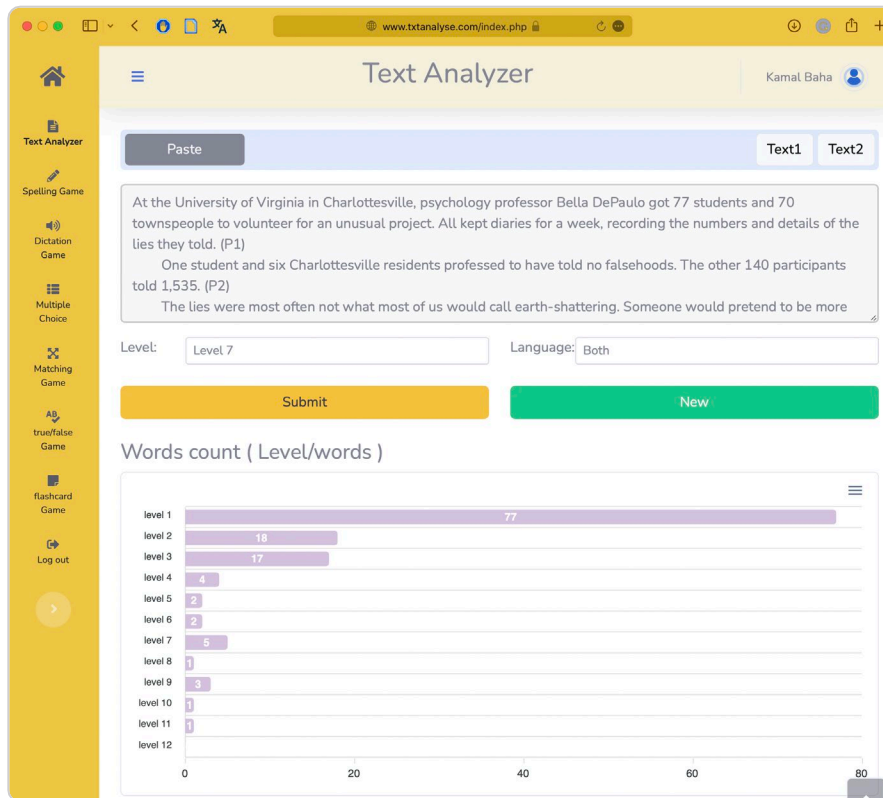 www.txtanalyse.com/index.php
Text Analyzer
Kamal Baha
Text Analyzer
Spelling Game
Dictation
Game
Multiple
Choice
Matching
Game
AB
true/false
Game
flashcard
Game
Log out
Paste
Text1
Text2
At the University of Virginia in Charlottesville, psychology professor Bella DePaulo got 77 students and 70
townspeople to volunteer for an unusual project. All kept diaries for a week, recording the numbers and details of the
lies they told. (P1)
One student and six Charlottesville residents professed to have told no falsehoods. The other 140 participants
told 1,535. (P2)
The lies were most often not what most of us would call earth-shattering. Someone would pretend to be more
Level: Level 7
Language: Both
Submit
New
Words count ( Level/words )
level 1 77
level 2 18
level 3 17
level 4 4
level 5 2
level 6 2
level 7 5
level 8 1
level 9 3
level 10 1
level 11 1
level 12
0 20 40 60 80